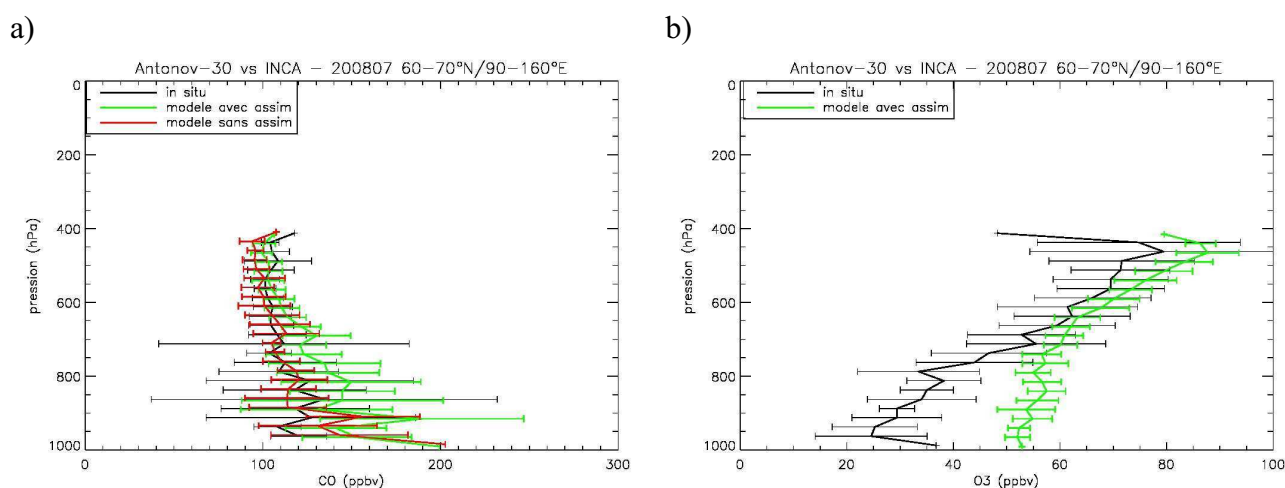 a)
Antonov-30 vs INCA - 200807 60-70°N/90-160°E
in situ
modele avec assim
modele sans assim
0
200
400
600
800
1000
pression (hPa)
0 100 200 300
CO (ppbv)
b)
Antonov-30 vs INCA - 200807 60-70°N/90-160°E
in situ
modele avec assim
0
200
400
600
800
1000
pression (hPa)
0 20 40 60 80 100
O3 (ppbv)